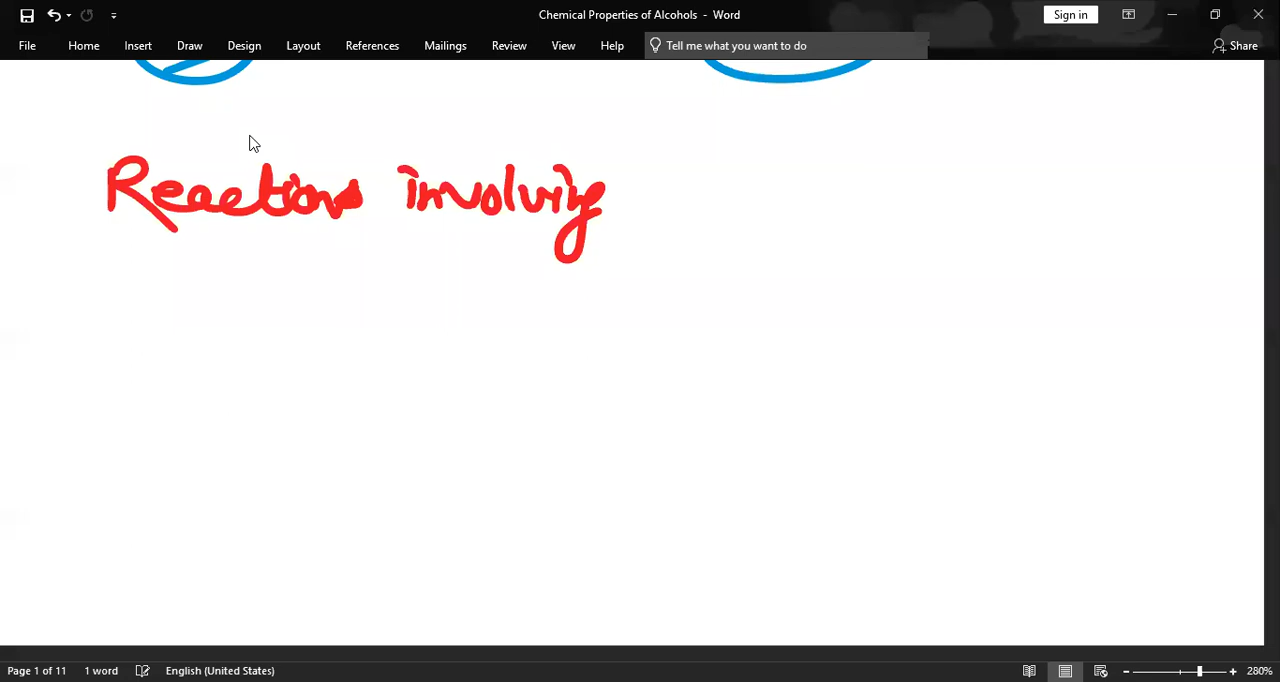 Chemical Properties of Alcohols - Word
Sign in
File Home Insert Draw Design Layout References Mailings Review View Help Tell me what you want to do Share
Reactions involving
Page 1 of 11 1 word English (United States) 280%